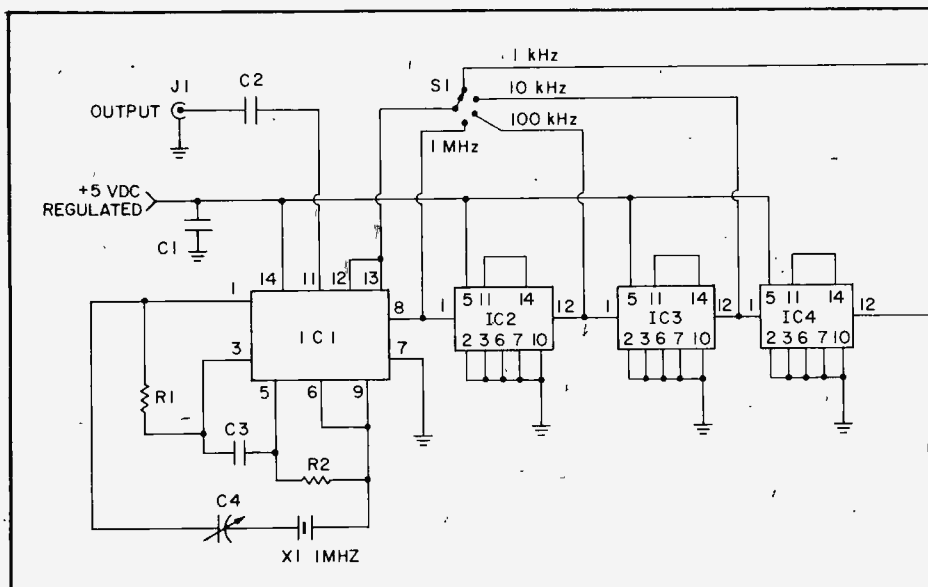 1 kHz
J1
C2
S1
10 kHz
OUTPUT
100 kHz
1 MHz
+5 VDC
REGULATED
C1
14 11 12 13
5 11 14
5 11 14
5 11 14
1
8
1
12
1
12
1
12
IC1
IC2
IC3
IC4
3
7
2 3 6 7 10
2 3 6 7 10
2 3 6 7 10
5 6 9
R1
C3
R2
C4
X1 1MHZ